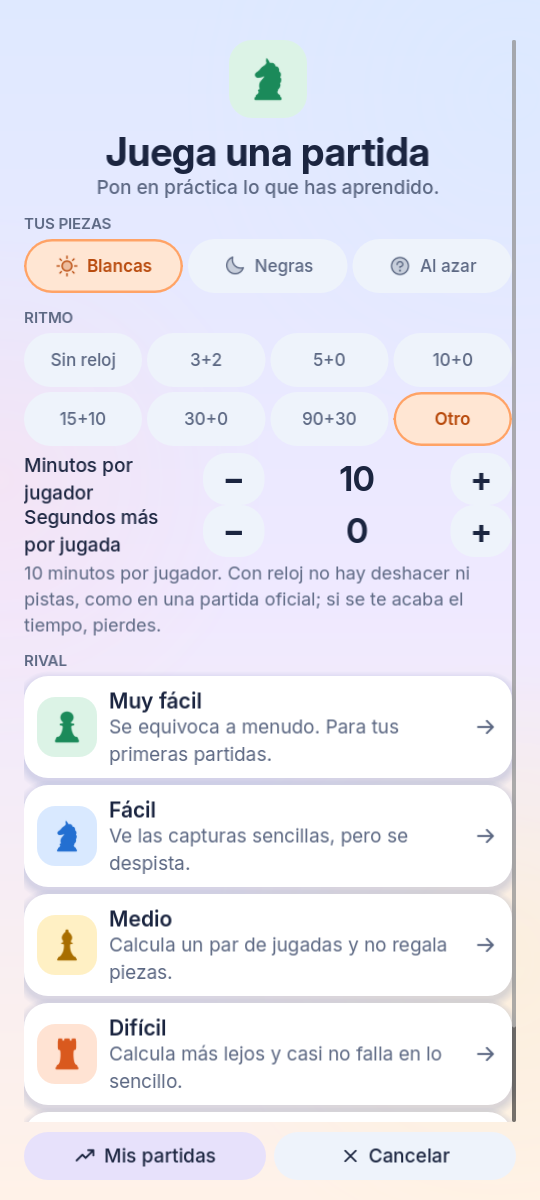 Juega una partida
Pon en práctica lo que has aprendido.
TUS PIEZAS
Blancas
Negras
Al azar
RITMO
Sin reloj
3+2
5+0
10+0
15+10
30+0
90+30
Otro
Minutos por
jugador
−
10
+
Segundos más
por jugada
−
0
+
10 minutos por jugador. Con reloj no hay deshacer ni
pistas, como en una partida oficial; si se te acaba el
tiempo, pierdes.
RIVAL
Muy fácil
Se equivoca a menudo. Para tus
primeras partidas.
Fácil
Ve las capturas sencillas, pero se
despista.
Medio
Calcula un par de jugadas y no regala
piezas.
Difícil
Calcula más lejos y casi no falla en lo
sencillo.
Mis partidas
Cancelar